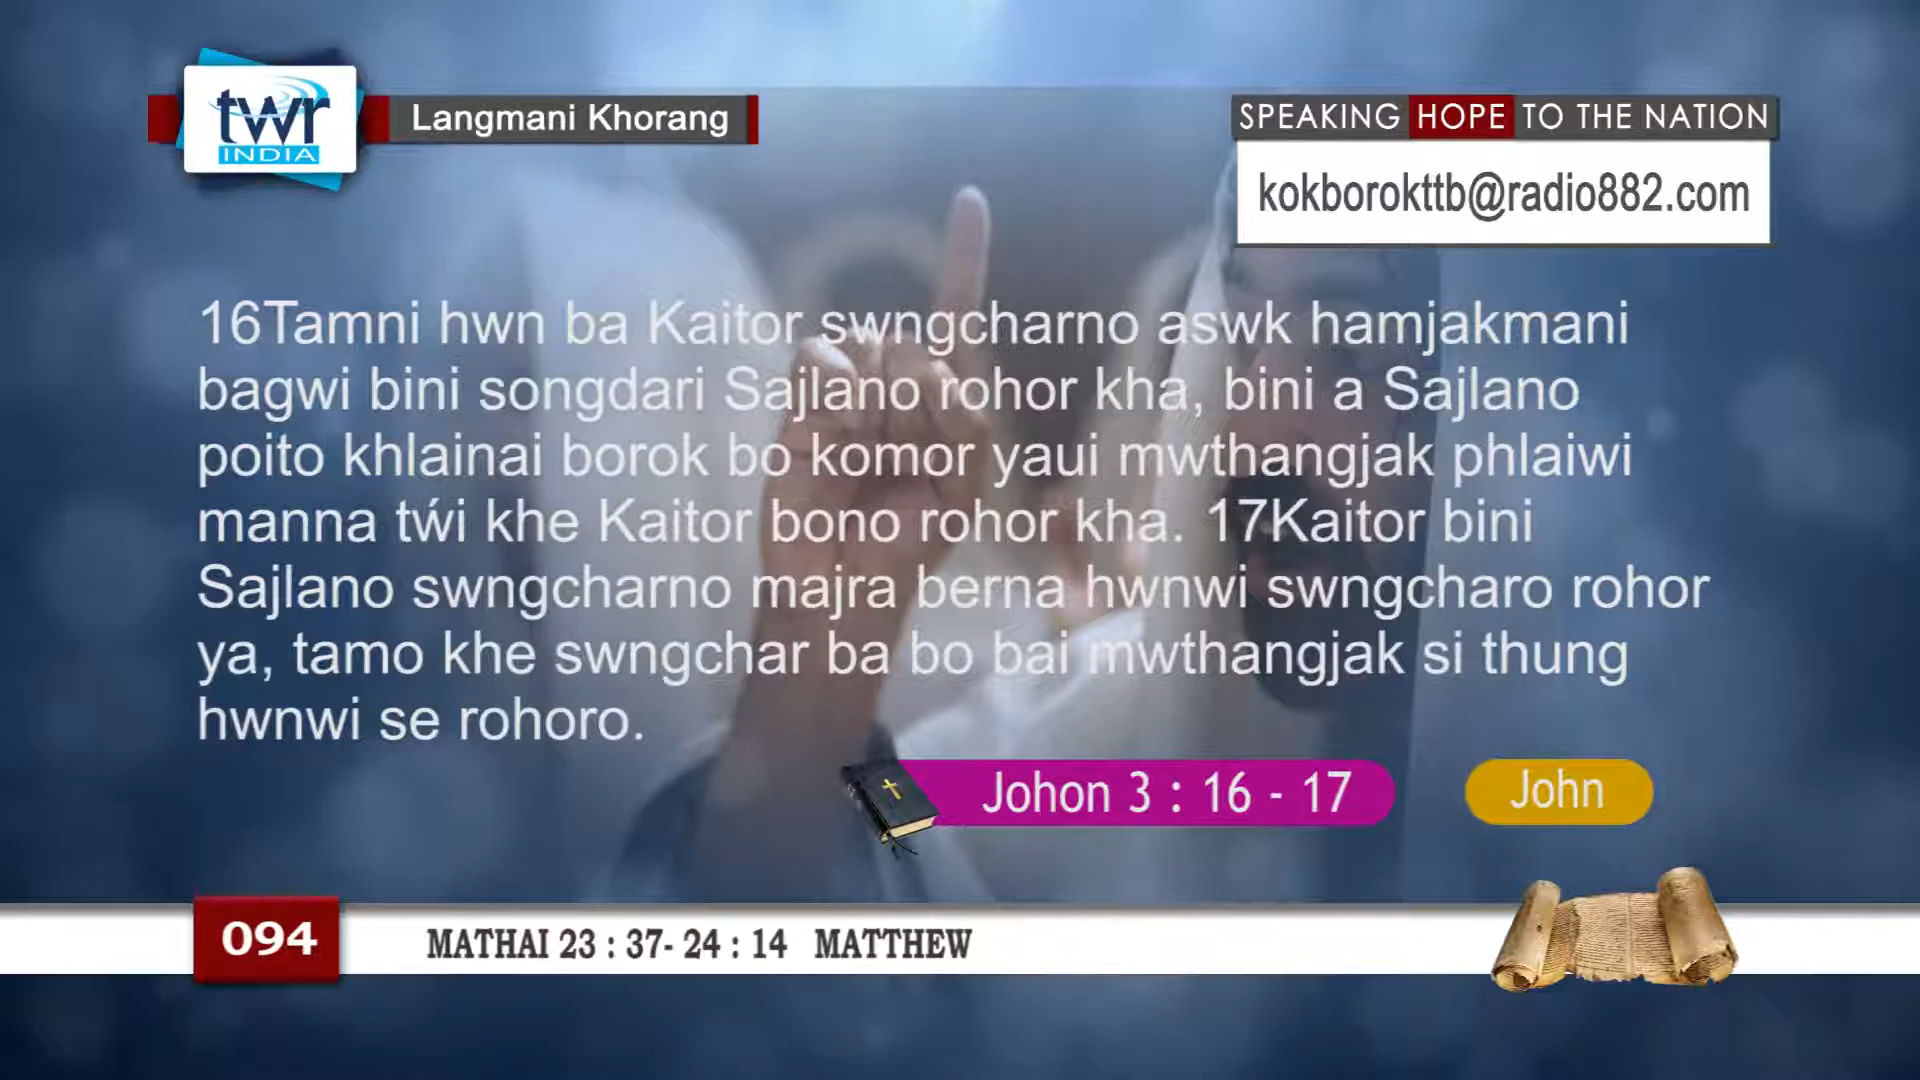 twr
INDIA
Langmani Khorang
SPEAKING HOPE TO THE NATION
kokborokttb@radio882.com
16Tamni hwn ba Kaitor swngcharno aswk hamjakmani
bagwi bini songdari Sajlano rohor kha, bini a Sajlano
poito khlainai borok bo komor yaui mwthangjak phlaiwi
manna tẃi khe Kaitor bono rohor kha. 17Kaitor bini
Sajlano swngcharno majra berna hwnwi swngcharo rohor
ya, tamo khe swngchar ba bo bai mwthangjak si thung
hwnwi se rohoro.
Johon 3 : 16 - 17
John
094
MATHAI 23 : 37- 24 : 14 MATTHEW